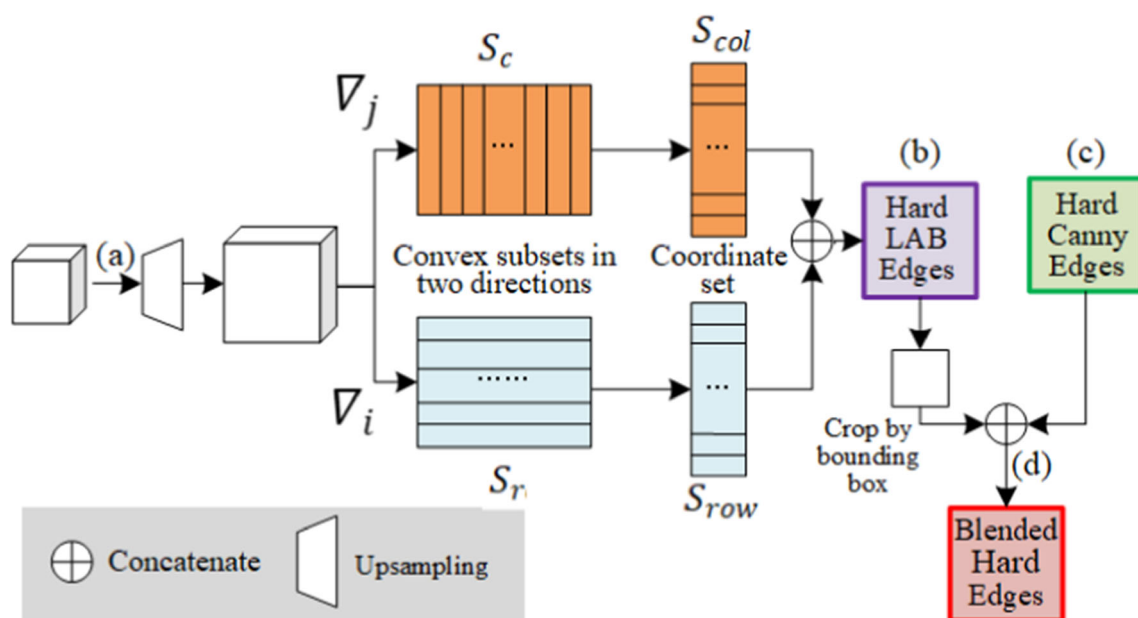 S_c
S_col
∇_j
(a)
(b)
(c)
...
...
Hard
LAB
Edges
Hard
Canny
Edges
Convex subsets in
two directions
Coordinate
set
......
...
∇_i
S_r
S_row
Crop by
bounding
box
(d)
Blended
Hard
Edges
Concatenate
Upsampling